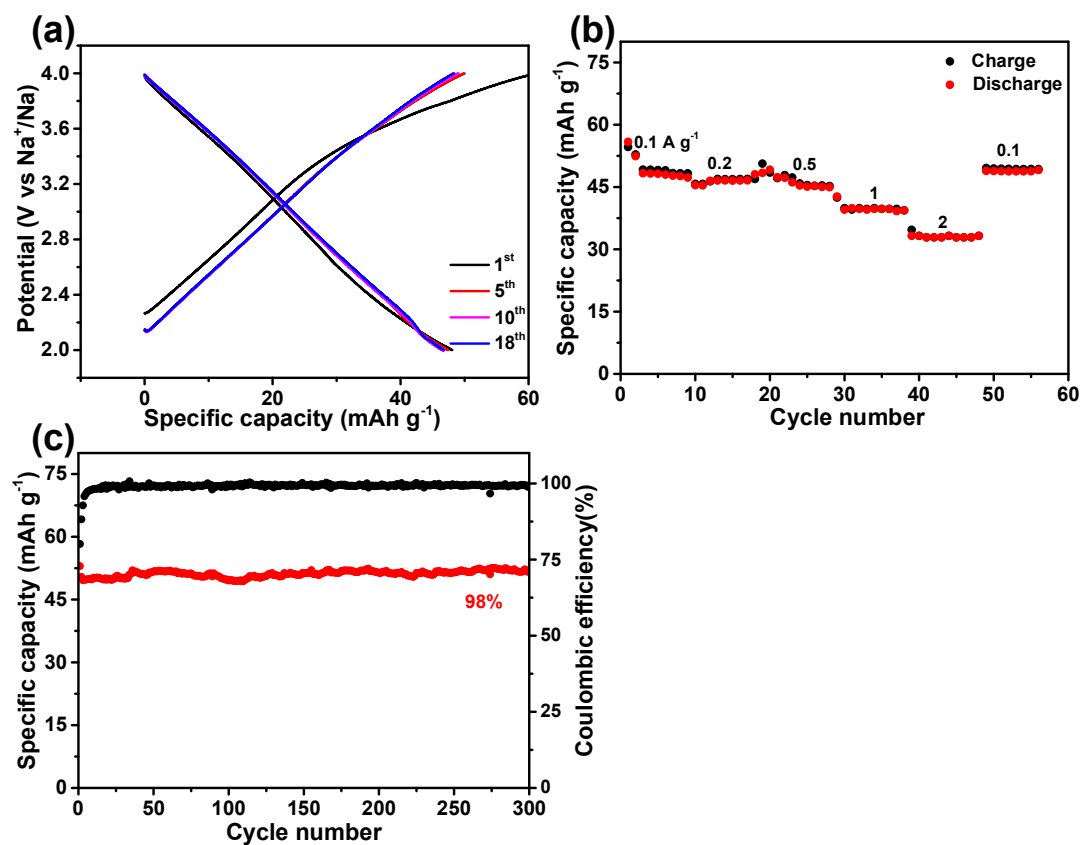 (a)
4.0
3.6
3.2
2.8
2.4
2.0
Potential (V vs Na⁺/Na)
1ˢᵗ
5ᵗʰ
10ᵗʰ
18ᵗʰ
0 20 40 60
Specific capacity (mAh g⁻¹)
(b)
75
60
45
30
15
0
Specific capacity (mAh g⁻¹)
Charge
Discharge
0.1 A g⁻¹
0.2
0.5
1
2
0.1
0 10 20 30 40 50 60
Cycle number
(c)
75
60
45
30
15
0
Specific capacity (mAh g⁻¹)
98%
100
75
50
25
0
Coulombic efficiency(%)
0 50 100 150 200 250 300
Cycle number